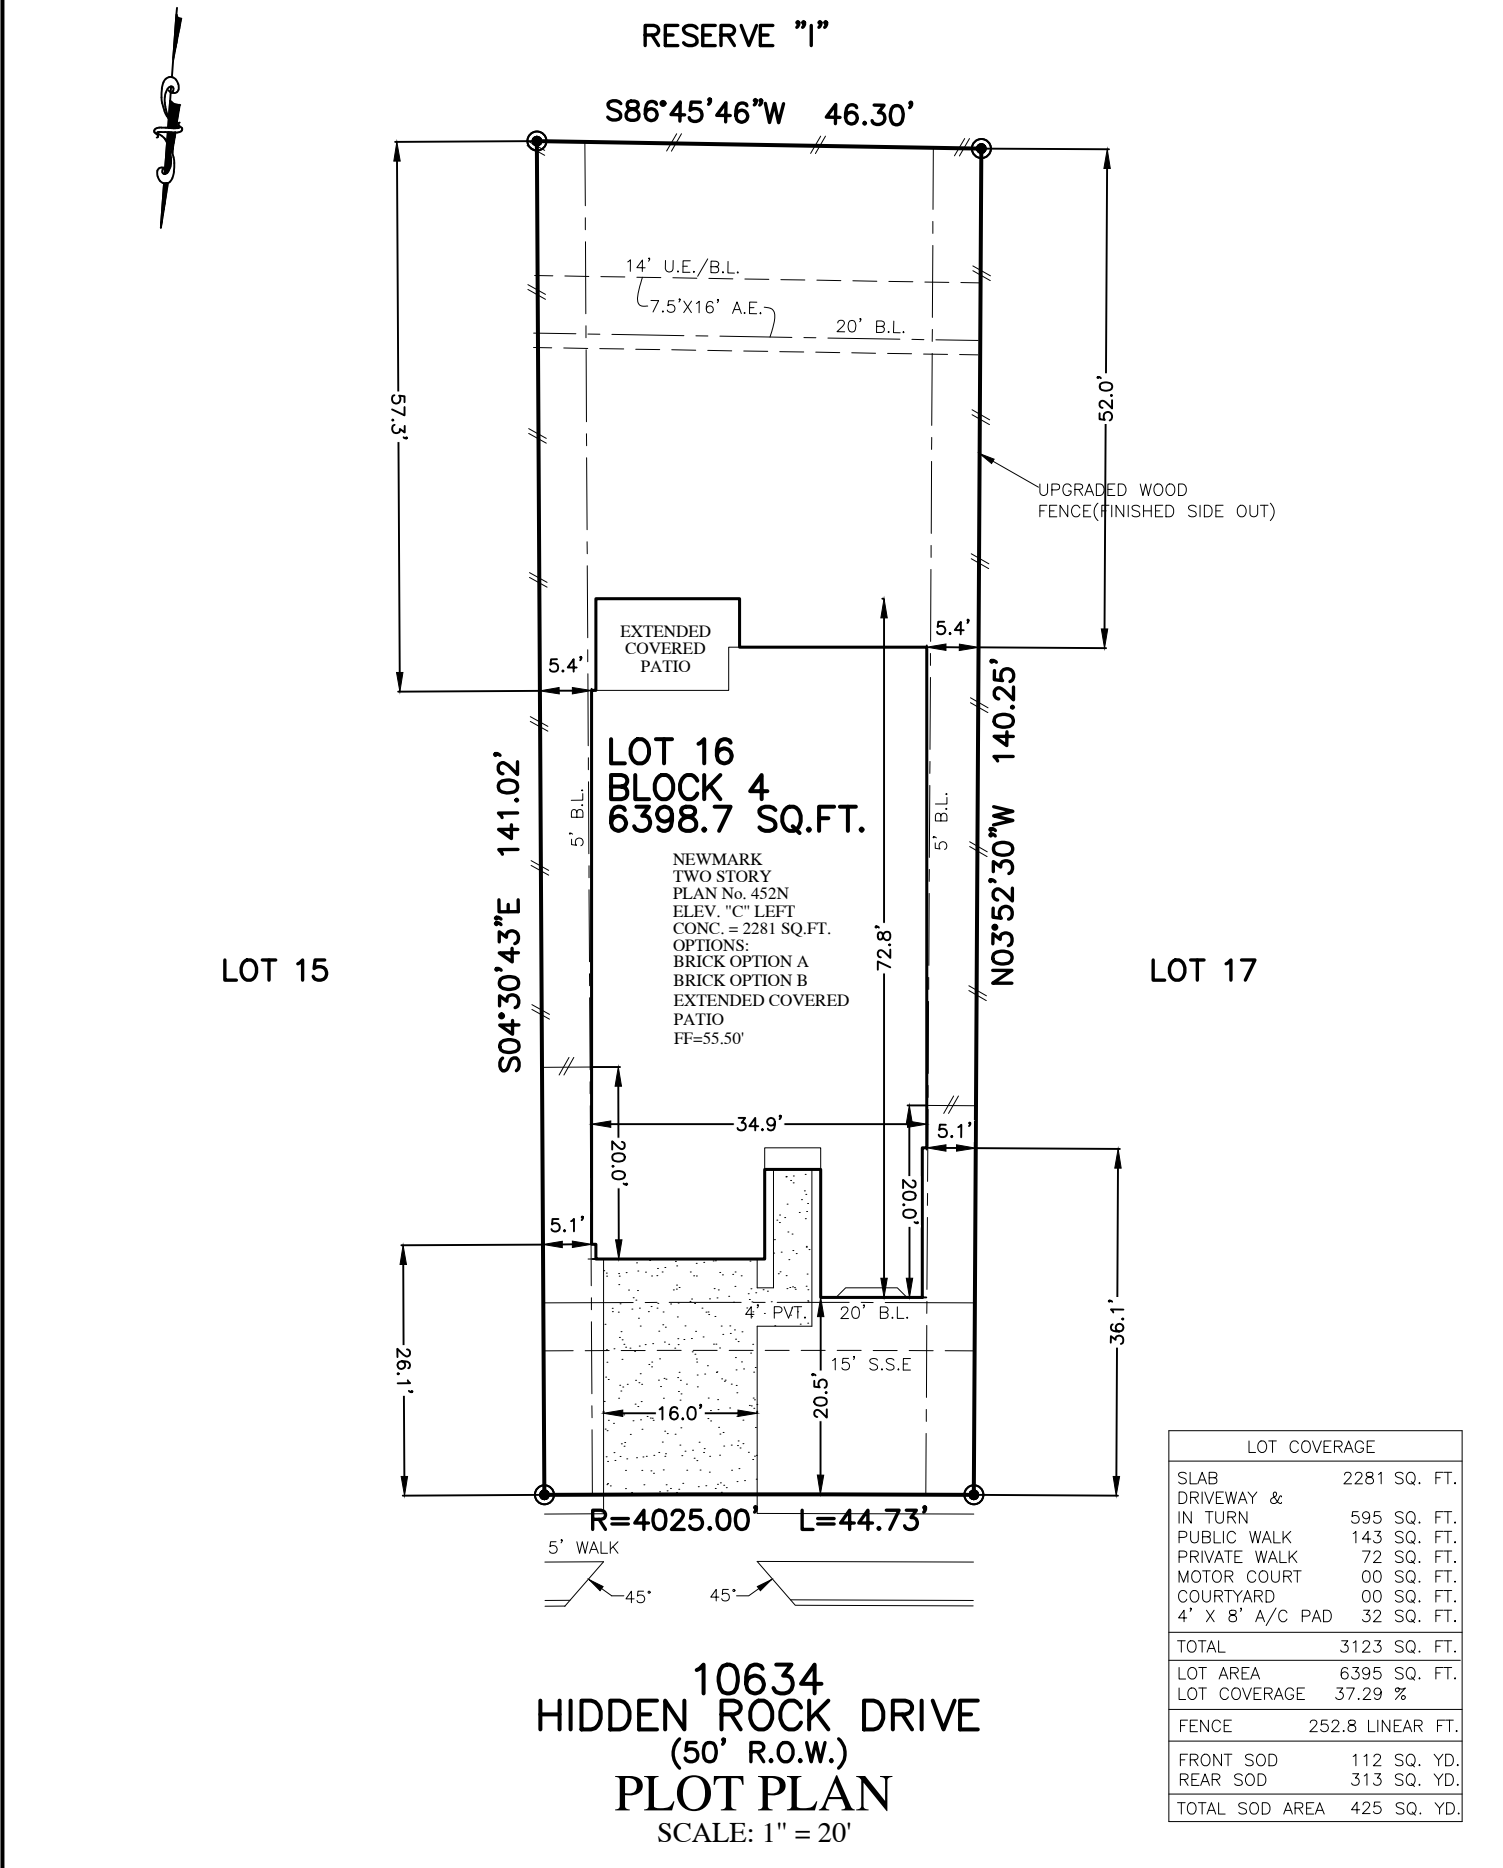 RESERVE "I"
S86°45'46"W 46.30'
14' U.E./B.L.
7.5'X16' A.E.
20' B.L.
57.3'
52.0'
UPGRADED WOOD
FENCE(FINISHED SIDE OUT)
EXTENDED
COVERED
PATIO
5.4'
5.4'
S04°30'43"E 141.02'
N03°52'30"W 140.25'
5' B.L.
5' B.L.
LOT 16
BLOCK 4
6398.7 SQ.FT.
NEWMARK
TWO STORY
PLAN No. 452N
ELEV. "C" LEFT
CONC. = 2281 SQ.FT.
OPTIONS:
BRICK OPTION A
BRICK OPTION B
EXTENDED COVERED
PATIO
FF=55.50'
72.8'
LOT 15
LOT 17
34.9'
20.0'
20.0'
5.1'
5.1'
4' PVT.
20' B.L.
15' S.S.E
26.1'
36.1'
20.5'
16.0'
R=4025.00' L=44.73'
5' WALK
45°
45°
10634
HIDDEN ROCK DRIVE
(50' R.O.W.)
PLOT PLAN
SCALE: 1" = 20'
LOT COVERAGE
SLAB 2281 SQ. FT.
DRIVEWAY &
IN TURN 595 SQ. FT.
PUBLIC WALK 143 SQ. FT.
PRIVATE WALK 72 SQ. FT.
MOTOR COURT 00 SQ. FT.
COURTYARD 00 SQ. FT.
4' X 8' A/C PAD 32 SQ. FT.
TOTAL 3123 SQ. FT.
LOT AREA 6395 SQ. FT.
LOT COVERAGE 37.29 %
FENCE 252.8 LINEAR FT.
FRONT SOD 112 SQ. YD.
REAR SOD 313 SQ. YD.
TOTAL SOD AREA 425 SQ. YD.